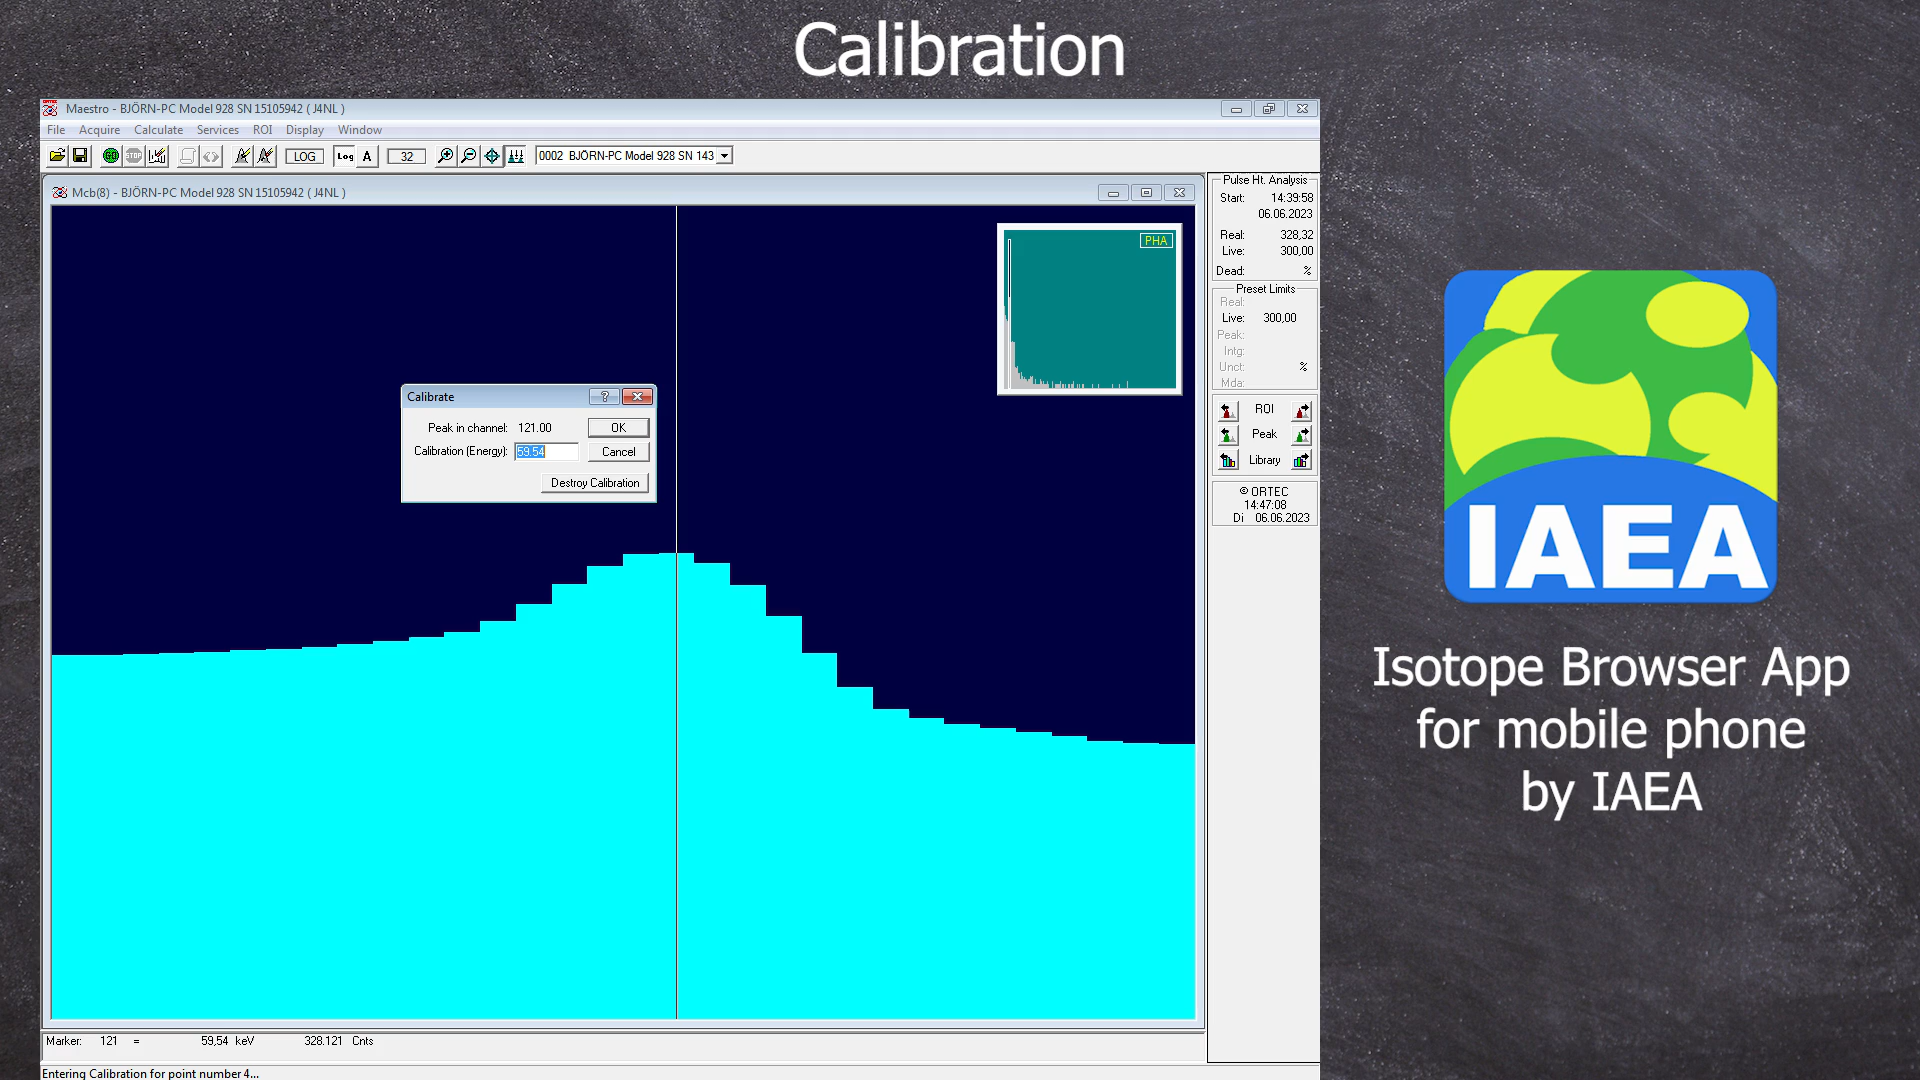 Calibration
Maestro - BJÖRN-PC Model 928 SN 15105942 ( J4NL )
File Acquire Calculate Services ROI Display Window
GO STOP LOG Log A 32 0002 BJÖRN-PC Model 928 SN 143
Mcb(8) - BJÖRN-PC Model 928 SN 15105942 ( J4NL )
PHA
Calibrate
Peak in channel: 121.00 OK
Calibration (Energy): 59.54 Cancel
Destroy Calibration
Pulse Ht. Analysis
Start: 14:39:58
06.06.2023
Real: 328,32
Live: 300,00
Dead: %
Preset Limits
Real:
Live: 300,00
Peak:
Intg:
Unct: %
Mda:
ROI
Peak
Library
© ORTEC
14:47:08
Di 06.06.2023
Marker: 121 = 59,54 keV 328.121 Cnts
Entering Calibration for point number 4...
IAEA
Isotope Browser App
for mobile phone
by IAEA